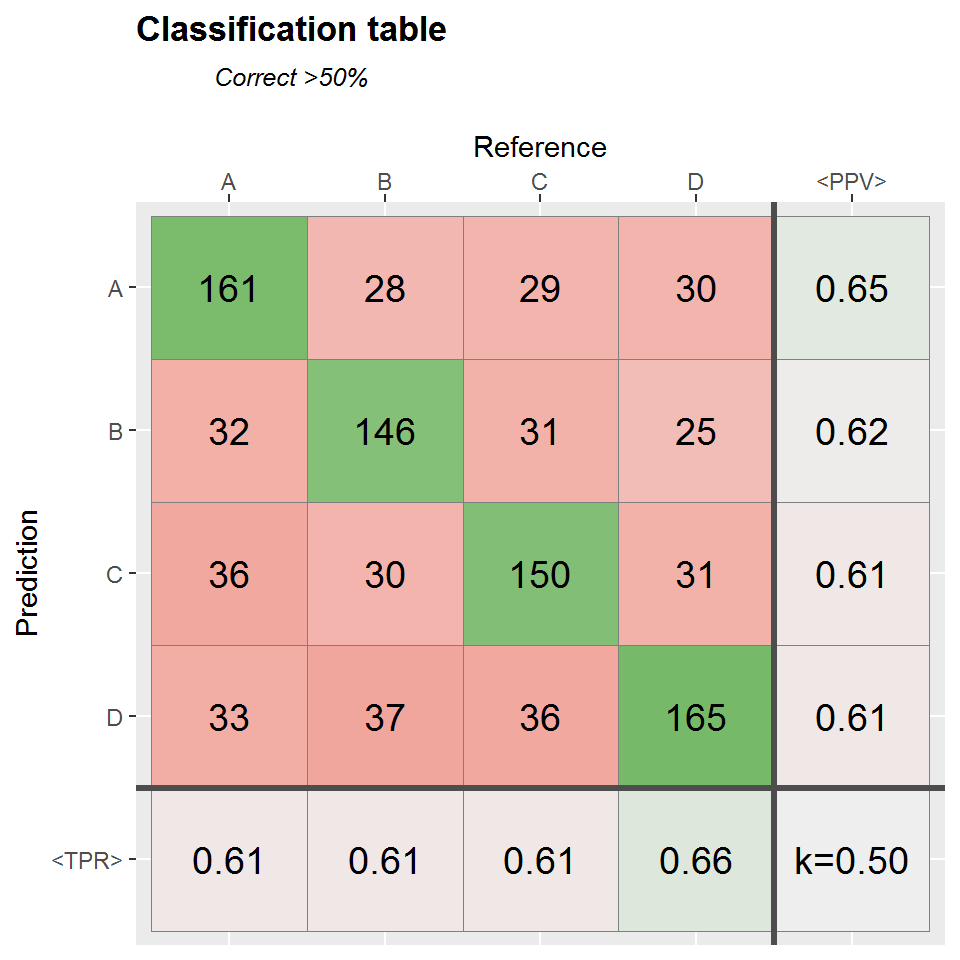 Classification table
Correct >50%
Reference
A B C D <PPV>
A 161 28 29 30 0.65
B 32 146 31 25 0.62
C 36 30 150 31 0.61
D 33 37 36 165 0.61
<TPR> 0.61 0.61 0.61 0.66 k=0.50
Prediction